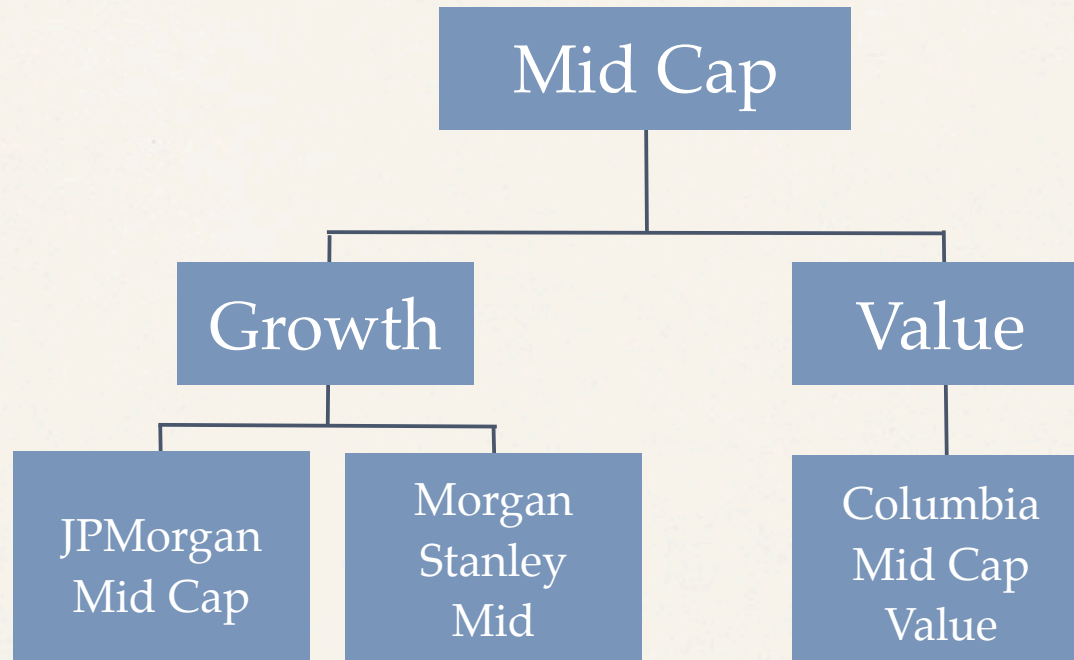 Mid Cap
Growth
Value
JPMorgan
Mid Cap
Morgan
Stanley
Mid
Columbia
Mid Cap
Value